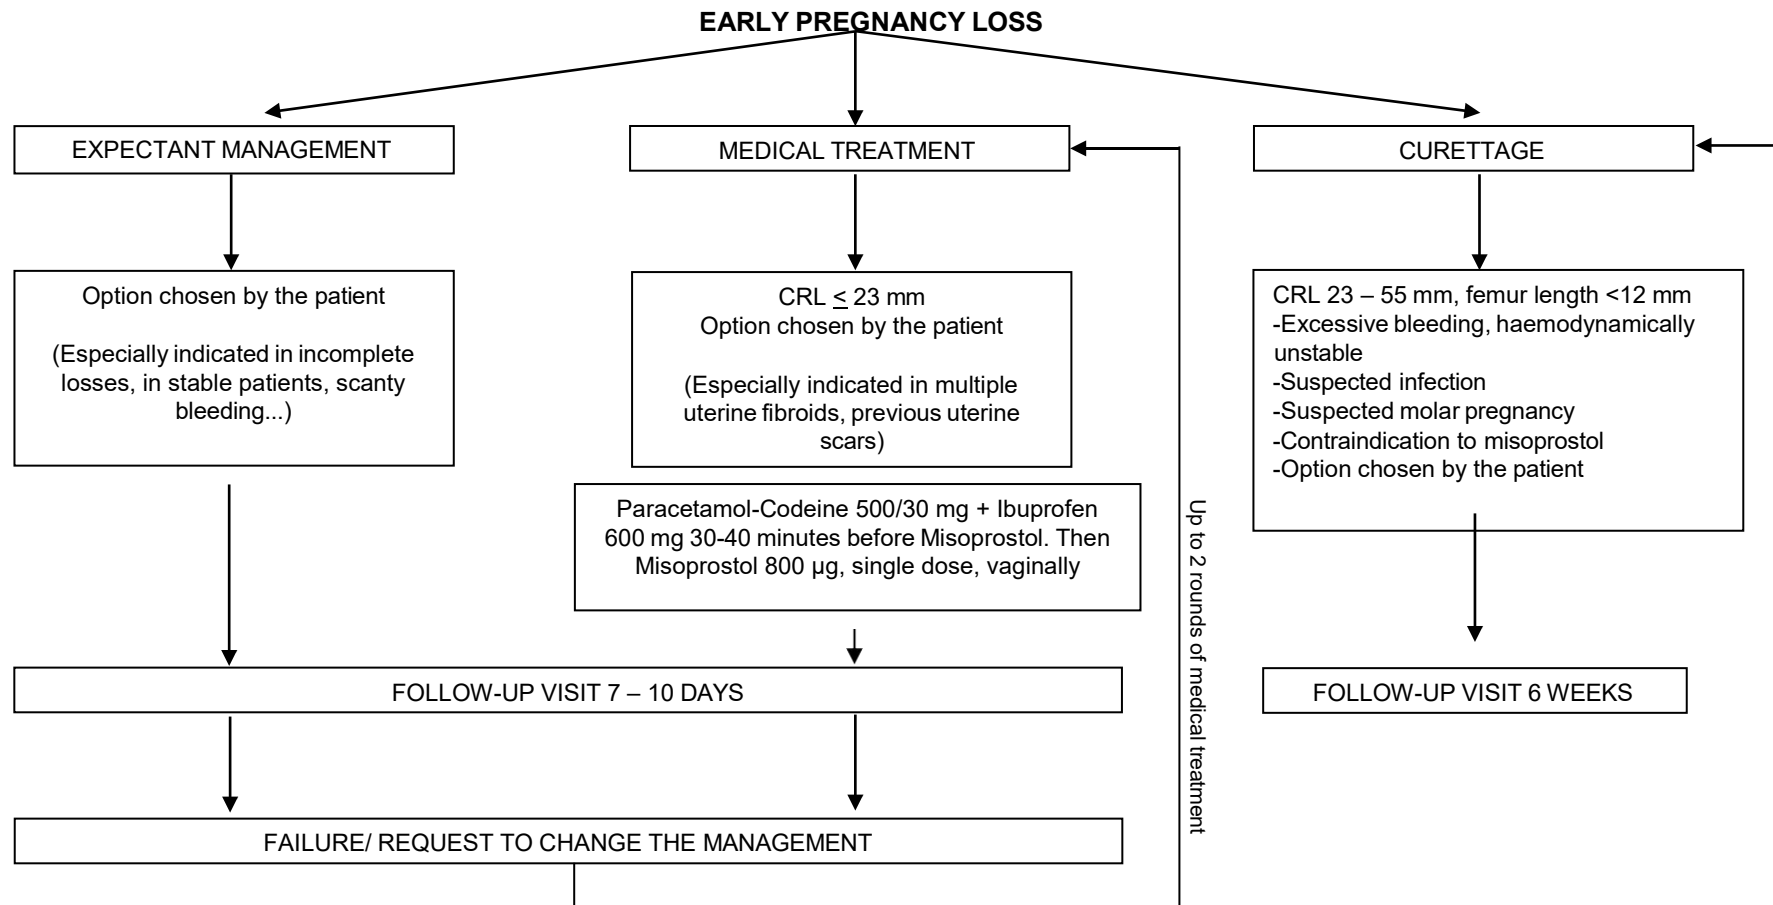 EARLY PREGNANCY LOSS
EXPECTANT MANAGEMENT
MEDICAL TREATMENT
CURETTAGE
Option chosen by the patient
(Especially indicated in incomplete
losses, in stable patients, scanty
bleeding...)
CRL ≤ 23 mm
Option chosen by the patient
(Especially indicated in multiple
uterine fibroids, previous uterine
scars)
CRL 23 – 55 mm, femur length <12 mm
-Excessive bleeding, haemodynamically
unstable
-Suspected infection
-Suspected molar pregnancy
-Contraindication to misoprostol
-Option chosen by the patient
Paracetamol-Codeine 500/30 mg + Ibuprofen
600 mg 30-40 minutes before Misoprostol. Then
Misoprostol 800 µg, single dose, vaginally
Up to 2 rounds of medical treatment
FOLLOW-UP VISIT 7 – 10 DAYS
FOLLOW-UP VISIT 6 WEEKS
FAILURE/ REQUEST TO CHANGE THE MANAGEMENT